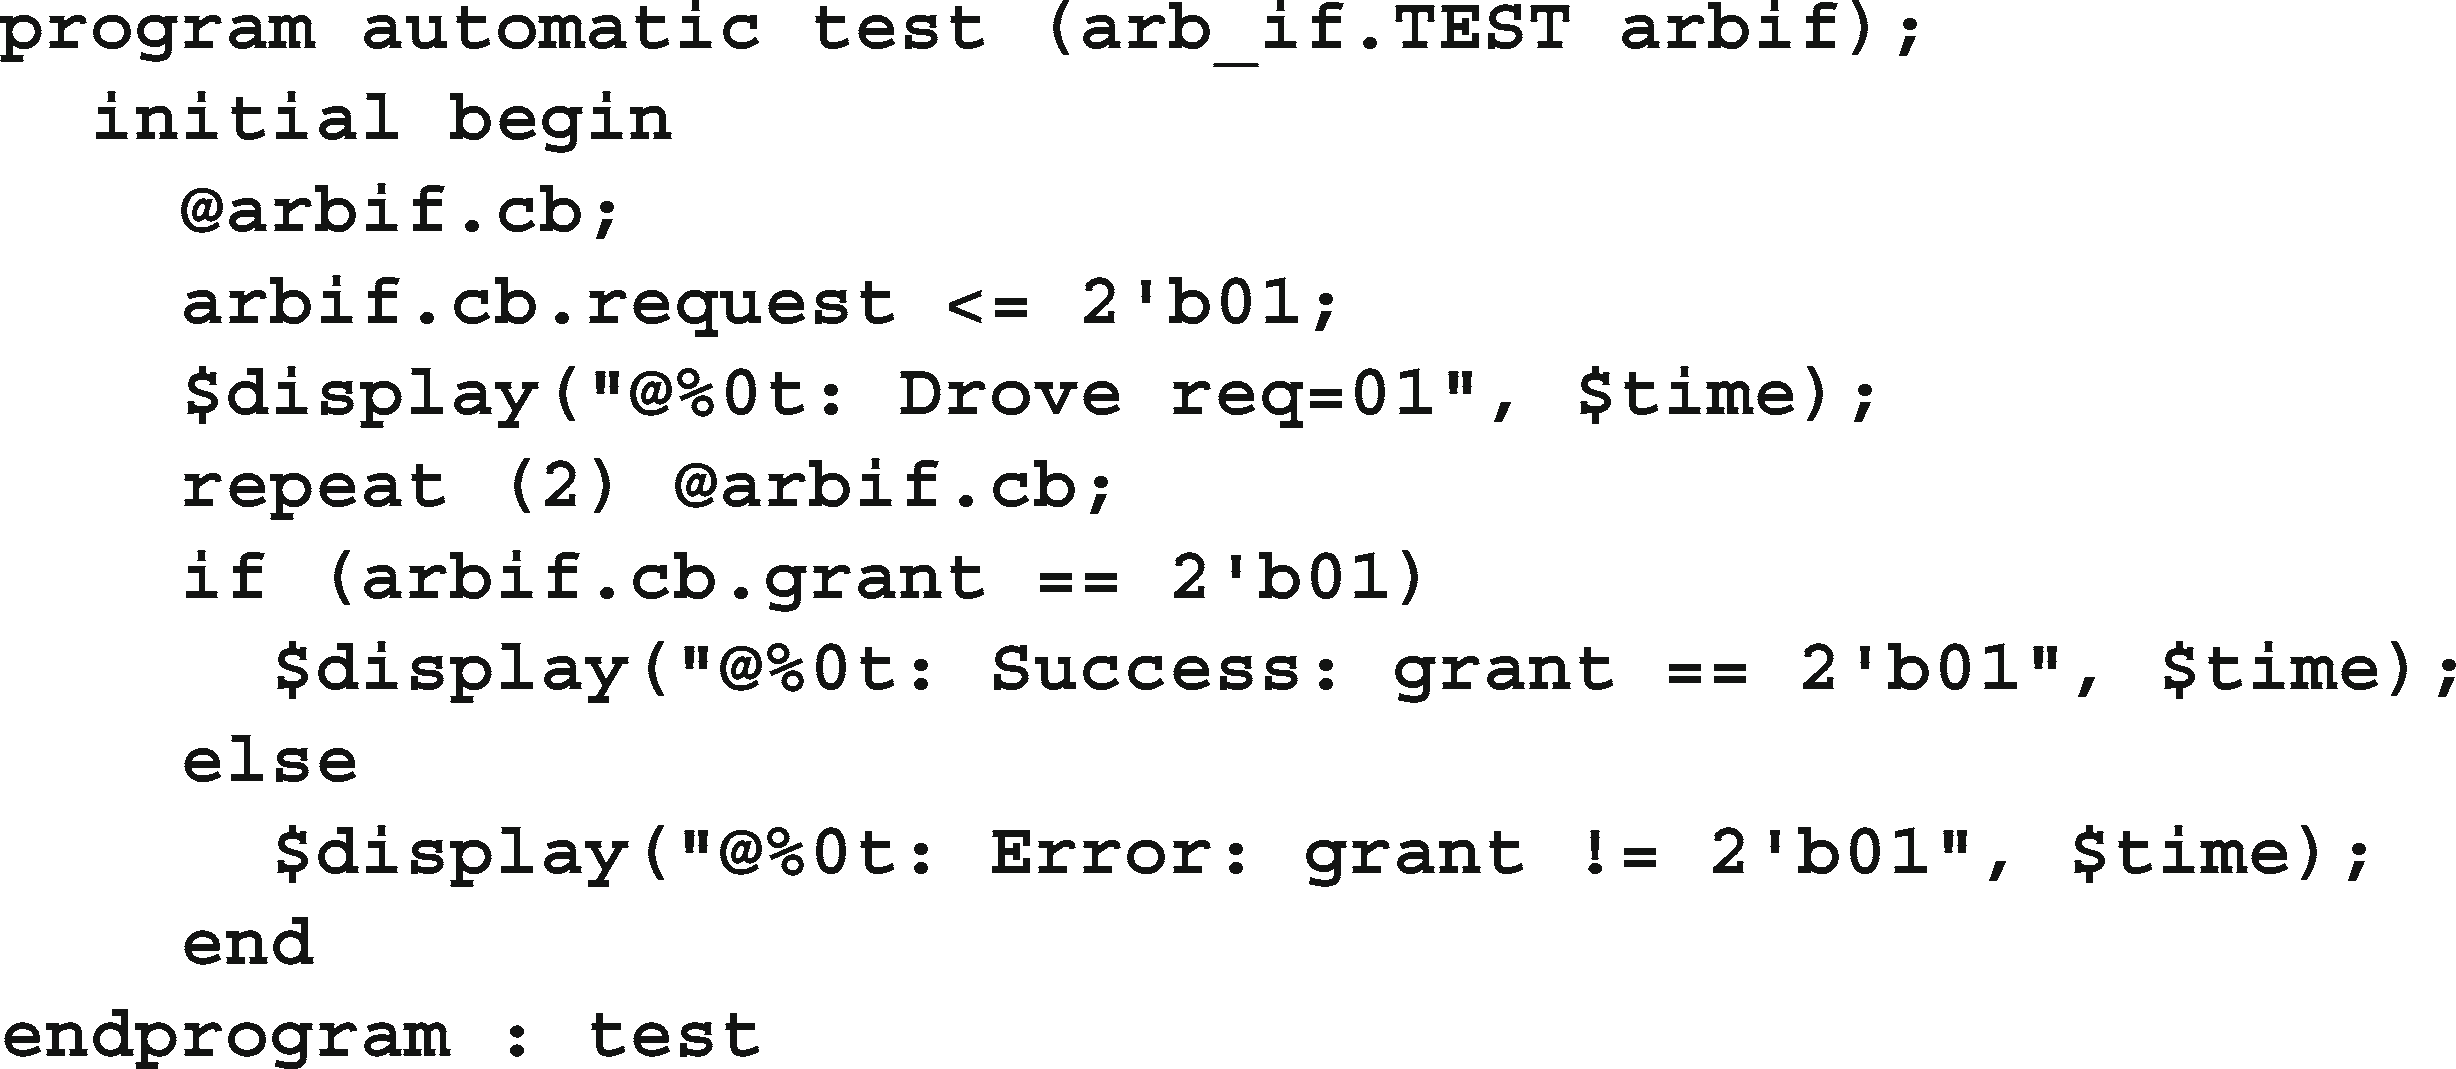 program automatic test (arb_if.TEST arbif);
  initial begin
    @arbif.cb;
    arbif.cb.request <= 2'b01;
    $display("@%0t: Drove req=01", $time);
    repeat (2) @arbif.cb;
    if (arbif.cb.grant == 2'b01)
      $display("@%0t: Success: grant == 2'b01", $time);
    else
      $display("@%0t: Error: grant != 2'b01", $time);
    end
endprogram : test